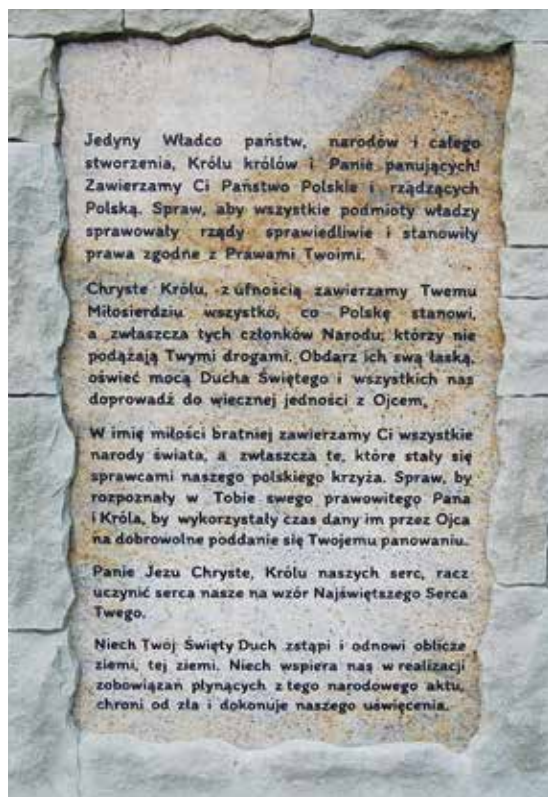 Jedyny Władco państw, narodów i całego
stworzenia, Królu królów i Panie panujących!
Zawierzamy Ci Państwo Polskie i rządzących
Polską. Spraw, aby wszystkie podmioty władzy
sprawowały rządy sprawiedliwie i stanowiły
prawa zgodne z Prawami Twoimi.
Chryste Królu, z ufnością zawierzamy Twemu
Miłosierdziu wszystko, co Polskę stanowi,
a zwłaszcza tych członków Narodu, którzy nie
podążają Twymi drogami. Obdarz ich swą łaską,
oświeć mocą Ducha Świętego i wszystkich nas
doprowadź do wiecznej jedności z Ojcem.
W imię miłości bratniej zawierzamy Ci wszystkie
narody świata, a zwłaszcza te, które stały się
sprawcami naszego polskiego krzyża. Spraw, by
rozpoznały w Tobie swego prawowitego Pana
i Króla, by wykorzystały czas dany im przez Ojca
na dobrowolne poddanie się Twojemu panowaniu.
Panie Jezu Chryste, Królu naszych serc, racz
uczynić serca nasze na wzór Najświętszego Serca
Twego.
Niech Twój Święty Duch zstąpi i odnowi oblicze
ziemi, tej ziemi. Niech wspiera nas w realizacji
zobowiązań płynących z tego narodowego aktu,
chroni od zła i dokonuje naszego uświęcenia.